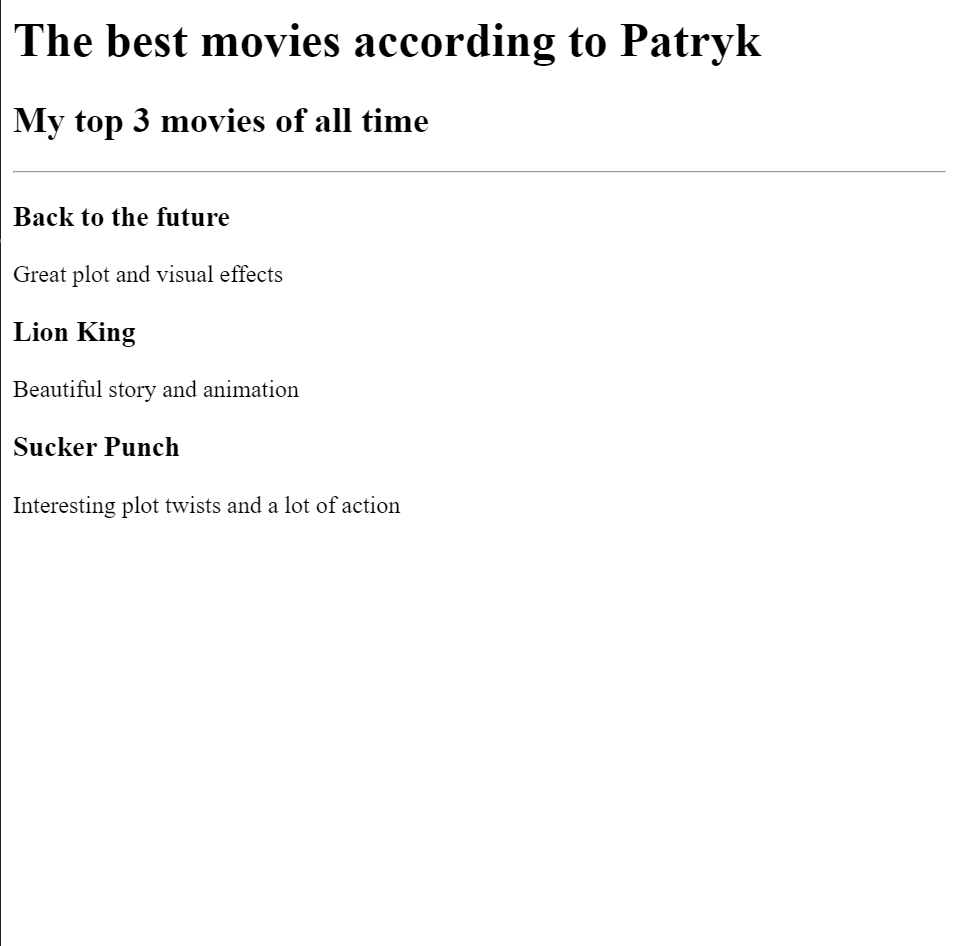 The best movies according to Patryk
My top 3 movies of all time
Back to the future
Great plot and visual effects
Lion King
Beautiful story and animation
Sucker Punch
Interesting plot twists and a lot of action